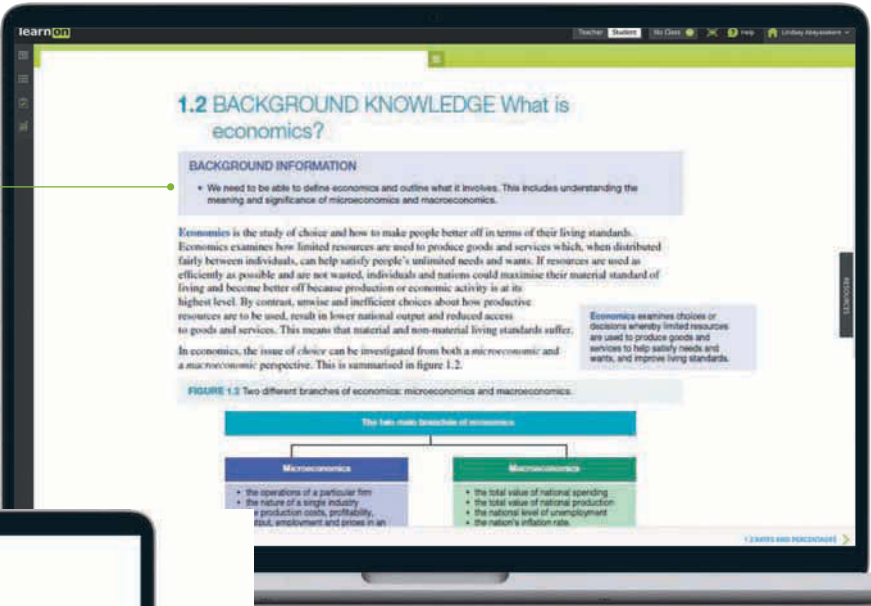 learnon
Teacher Student No Class Help
1.2 BACKGROUND KNOWLEDGE What is
economics?
BACKGROUND INFORMATION
• We need to be able to define economics and outline what it involves. This includes understanding the
meaning and significance of microeconomics and macroeconomics.
Economics is the study of choice and how to make people better off in terms of their living standards.
Economics examines how limited resources are used to produce goods and services which, when distributed
fairly between individuals, can help satisfy people's unlimited needs and wants. If resources are used as
efficiently as possible and are not wasted, individuals and nations could maximise their material standard of
living and become better off because production or economic activity is at its
highest level. By contrast, unwise and inefficient choices about how productive
resources are to be used, result in lower national output and reduced access
to goods and services. This means that material and non-material living standards suffer.
Economics examines choices or
decisions whereby limited resources
are used to produce goods and
services to help satisfy needs and
wants, and improve living standards.
In economics, the issue of choice can be investigated from both a microeconomic and
a macroeconomic perspective. This is summarised in figure 1.2.
FIGURE 1.2 Two different branches of economics: microeconomics and macroeconomics.
The two main branches of economics
Microeconomics
• the operations of a particular firm
• the nature of a single industry
production costs, profitability,
output, employment and prices in an
Macroeconomics
• the total value of national spending
• the total value of national production
• the national level of unemployment
• the nation's inflation rate.
RESOURCES
RATES AND PERCENTAGES